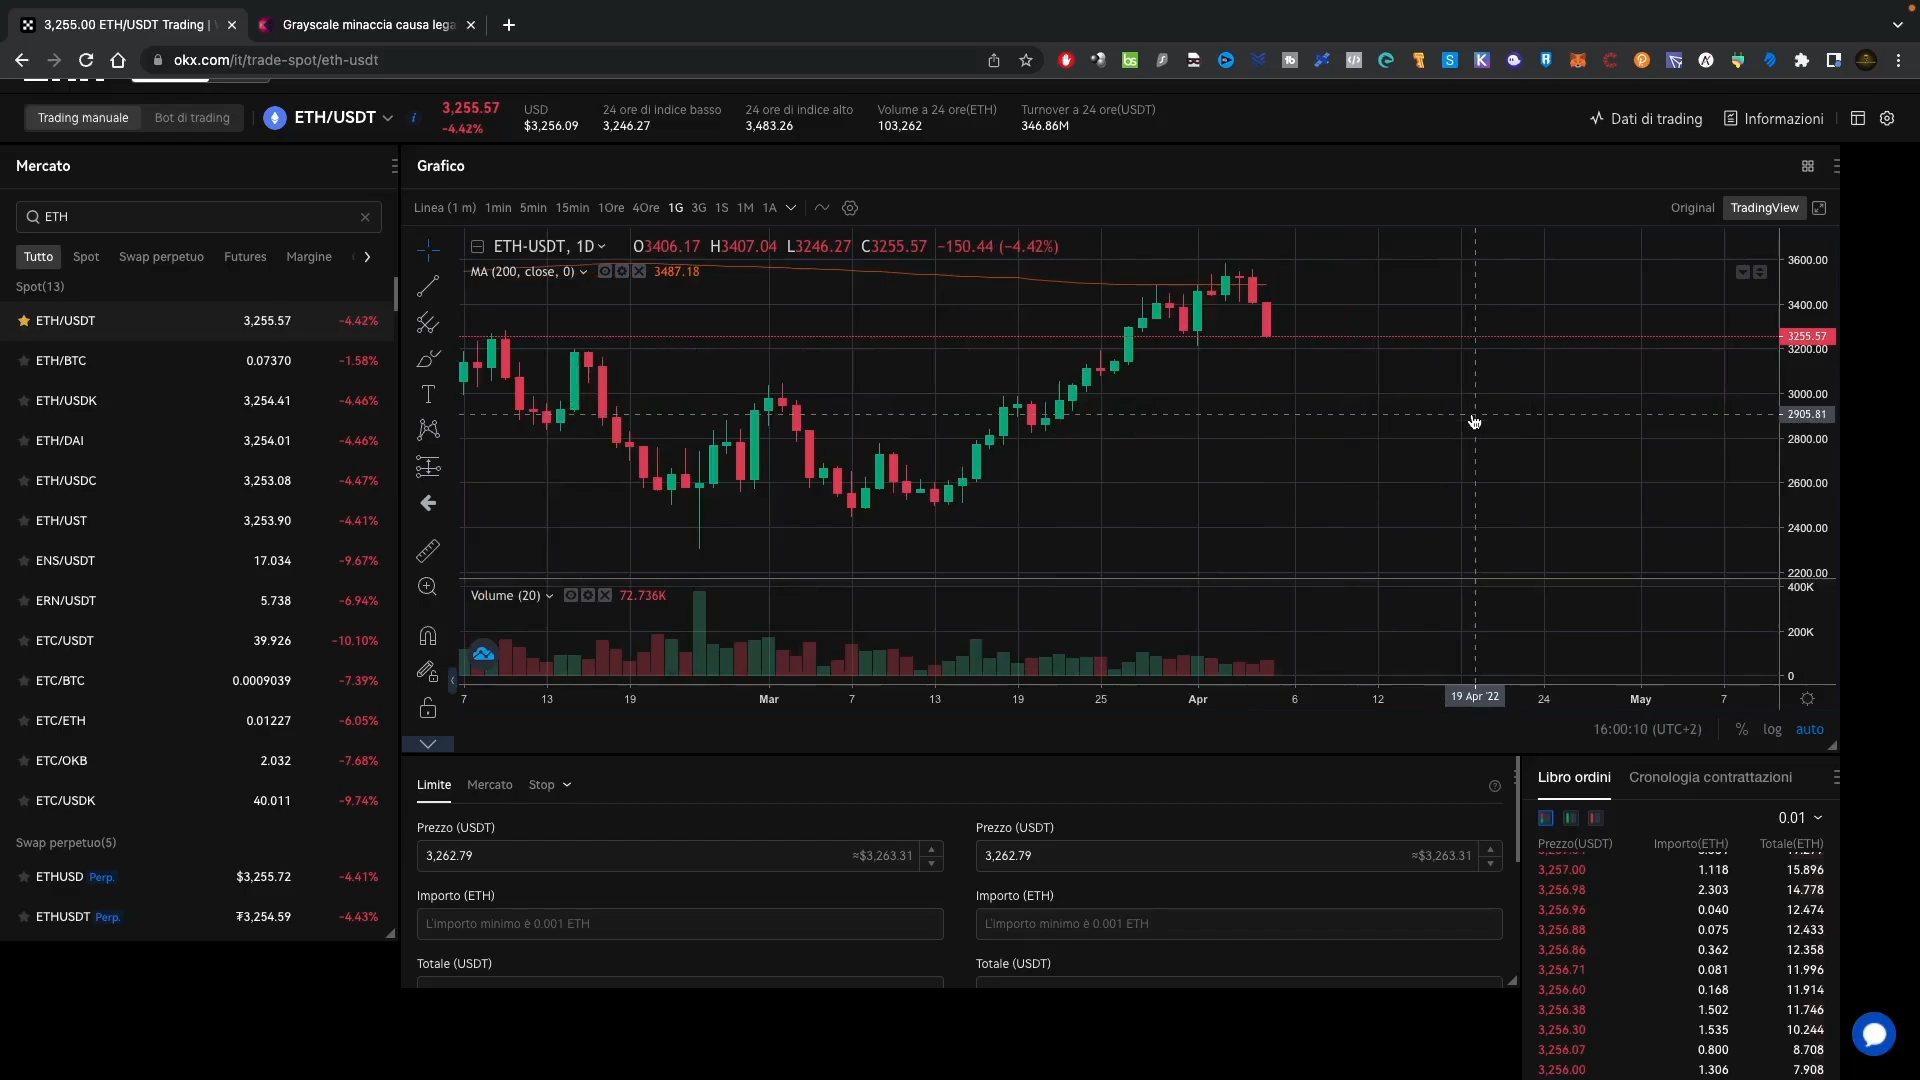 3,255.00 ETH/USDT Trading |
Grayscale minaccia causa lega
okx.com/it/trade-spot/eth-usdt
Trading manuale
Bot di trading
ETH/USDT
3,255.57
-4.42%
USD
$3,256.09
24 ore di indice basso
3,246.27
24 ore di indice alto
3,483.26
Volume a 24 ore(ETH)
103,262
Turnover a 24 ore(USDT)
346.86M
Dati di trading
Informazioni
Mercato
ETH
Tutto Spot Swap perpetuo Futures Margine
Spot(13)
ETH/USDT 3,255.57 -4.42%
ETH/BTC 0.07370 -1.58%
ETH/USDK 3,254.41 -4.46%
ETH/DAI 3,254.01 -4.46%
ETH/USDC 3,253.08 -4.47%
ETH/UST 3,253.90 -4.41%
ENS/USDT 17.034 -9.67%
ERN/USDT 5.738 -6.94%
ETC/USDT 39.926 -10.10%
ETC/BTC 0.0009039 -7.39%
ETC/ETH 0.01227 -6.05%
ETC/OKB 2.032 -7.68%
ETC/USDK 40.011 -9.74%
Swap perpetuo(5)
ETHUSD Perp. $3,255.72 -4.41%
ETHUSDT Perp. ₮3,254.59 -4.43%
Grafico
Linea (1 m) 1min 5min 15min 1Ore 4Ore 1G 3G 1S 1M 1A
Original TradingView
ETH-USDT, 1D O3406.17 H3407.04 L3246.27 C3255.57 −150.44 (−4.42%)
MA (200, close, 0) 3487.18
3600.00
3400.00
3255.57
3200.00
3000.00
2905.81
2800.00
2600.00
2400.00
2200.00
Volume (20) 72.736K
400K
200K
0
7 13 19 Mar 7 13 19 25 Apr 6 12 19 Apr '22 24 May 7
16:00:10 (UTC+2) % log auto
Limite Mercato Stop
Prezzo (USDT)
3,262.79 ≈$3,263.31
Importo (ETH)
L'importo minimo è 0.001 ETH
Totale (USDT)
Prezzo (USDT)
3,262.79 ≈$3,263.31
Importo (ETH)
L'importo minimo è 0.001 ETH
Totale (USDT)
Libro ordini Cronologia contrattazioni
0.01
Prezzo(USDT) Importo(ETH) Totale(ETH)
3,257.00 1.118 15.896
3,256.98 2.303 14.778
3,256.96 0.040 12.474
3,256.88 0.075 12.433
3,256.86 0.362 12.358
3,256.71 0.081 11.996
3,256.60 0.168 11.914
3,256.38 1.502 11.746
3,256.30 1.535 10.244
3,256.07 0.800 8.708
3,256.00 1.306 7.908